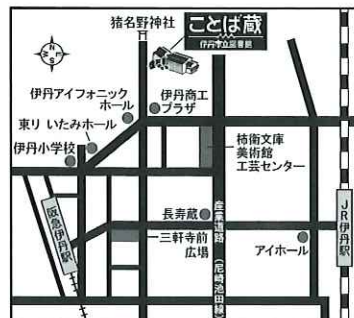 猪名野神社
ことば蔵
伊丹市立図書館
N
E
S
W
伊丹アイフォニック
ホール
伊丹商工
プラザ
東リ いたみホール
伊丹小学校
柿衞文庫
美術館
工芸センター
阪急伊丹駅
長寿蔵
三軒寺前
広場
産業道路(尼崎池田線)
アイホール
JR伊丹駅